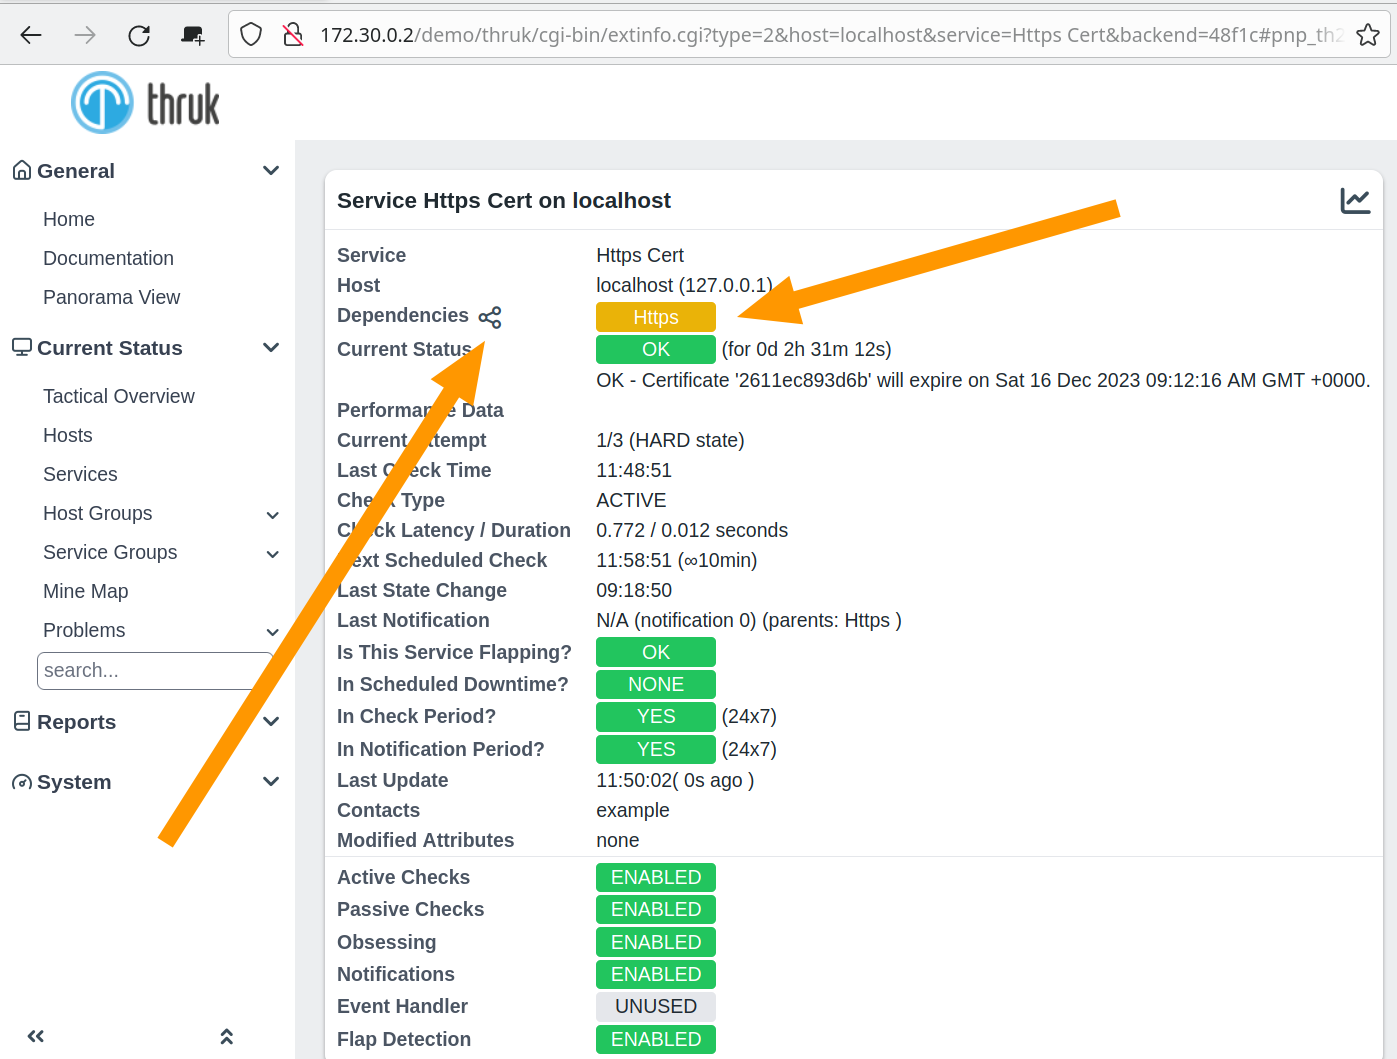 172.30.0.2/demo/thruk/cgi-bin/extinfo.cgi?type=2&host=localhost&service=Https Cert&backend=48f1c#pnp_th2
thruk
General
Home
Documentation
Panorama View
Current Status
Tactical Overview
Hosts
Services
Host Groups
Service Groups
Mine Map
Problems
search...
Reports
System
Service Https Cert on localhost
Service Https Cert
Host localhost (127.0.0.1)
Dependencies Https
Current Status OK (for 0d 2h 31m 12s)
OK - Certificate '2611ec893d6b' will expire on Sat 16 Dec 2023 09:12:16 AM GMT +0000.
Performance Data
Current Attempt 1/3 (HARD state)
Last Check Time 11:48:51
Check Type ACTIVE
Check Latency / Duration 0.772 / 0.012 seconds
Next Scheduled Check 11:58:51 (∞10min)
Last State Change 09:18:50
Last Notification N/A (notification 0) (parents: Https )
Is This Service Flapping? OK
In Scheduled Downtime? NONE
In Check Period? YES (24x7)
In Notification Period? YES (24x7)
Last Update 11:50:02( 0s ago )
Contacts example
Modified Attributes none
Active Checks ENABLED
Passive Checks ENABLED
Obsessing ENABLED
Notifications ENABLED
Event Handler UNUSED
Flap Detection ENABLED